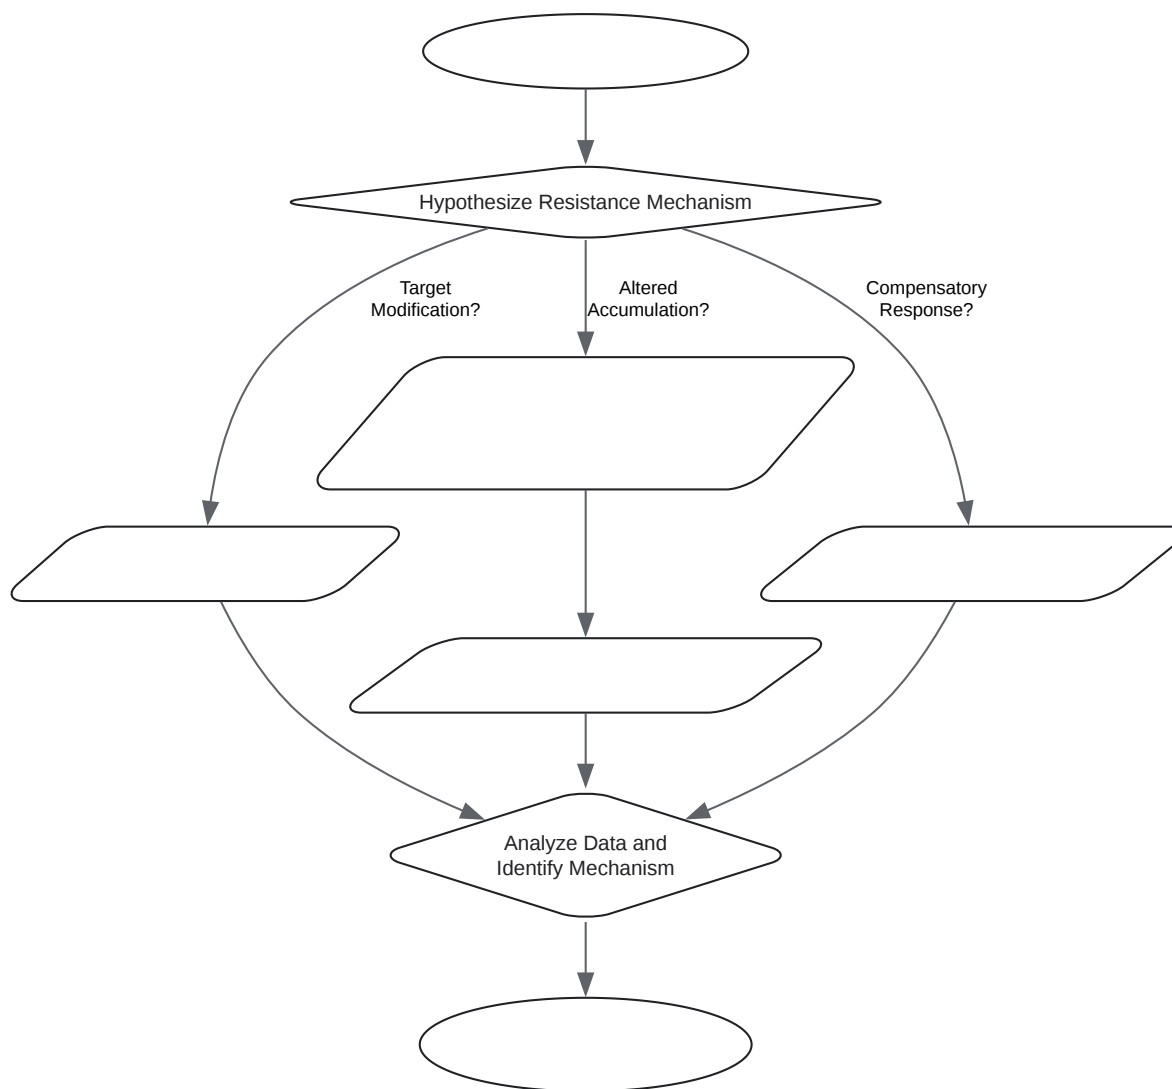 Hypothesize Resistance Mechanism
Target
Modification?
Altered
Accumulation?
Compensatory
Response?
Analyze Data and
Identify Mechanism